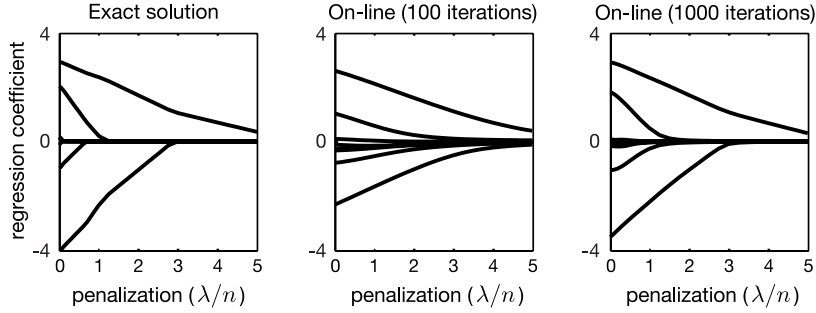 Exact solution
On-line (100 iterations)
On-line (1000 iterations)
regression coefficient
4
0
-4
0 1 2 3 4 5
penalization (λ/n)
4
0
-4
0 1 2 3 4 5
penalization (λ/n)
4
0
-4
0 1 2 3 4 5
penalization (λ/n)